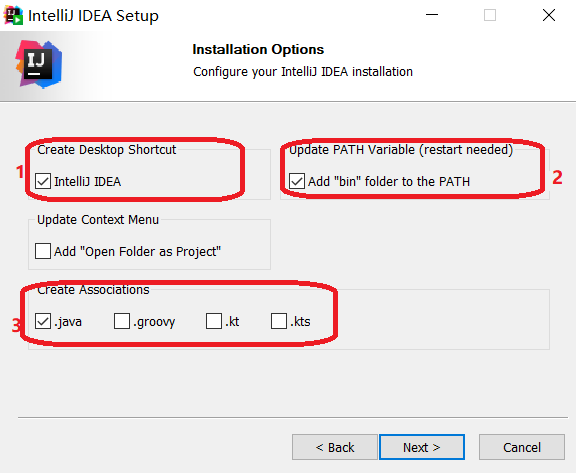 IntelliJ IDEA Setup
IJ
Installation Options
Configure your IntelliJ IDEA installation
Create Desktop Shortcut
Update PATH Variable (restart needed)
1
IntelliJ IDEA
Add "bin" folder to the PATH
2
Update Context Menu
Add "Open Folder as Project"
Create Associations
3
.java .groovy .kt .kts
< Back Next > Cancel